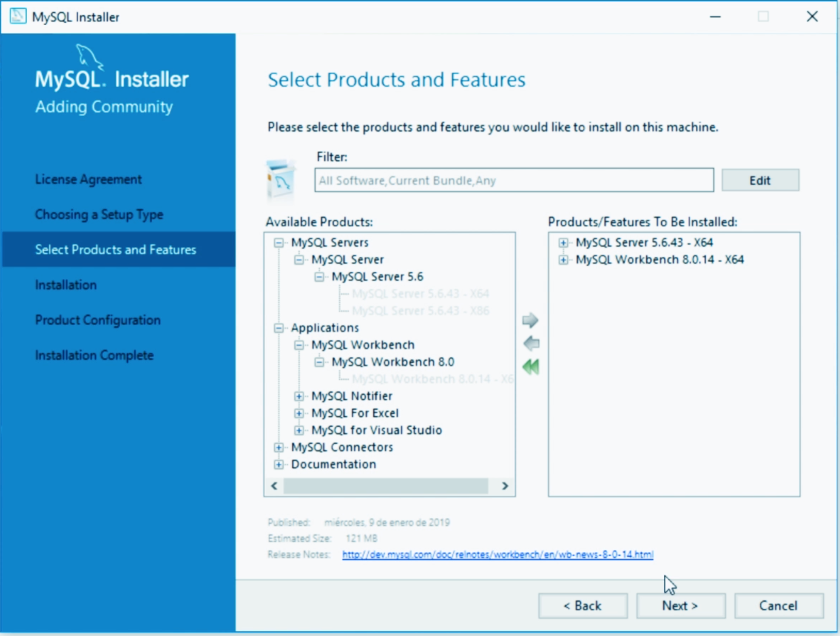 MySQL Installer
MySQL. Installer
Adding Community
License Agreement
Choosing a Setup Type
Select Products and Features
Installation
Product Configuration
Installation Complete
Select Products and Features
Please select the products and features you would like to install on this machine.
Filter:
All Software,Current Bundle,Any
Edit
Available Products:
MySQL Servers
MySQL Server
MySQL Server 5.6
MySQL Server 5.6.43 - X64
MySQL Server 5.6.43 - X86
Applications
MySQL Workbench
MySQL Workbench 8.0
MySQL Workbench 8.0.14 - X6
MySQL Notifier
MySQL For Excel
MySQL for Visual Studio
MySQL Connectors
Documentation
Products/Features To Be Installed:
MySQL Server 5.6.43 - X64
MySQL Workbench 8.0.14 - X64
Published: miércoles, 9 de enero de 2019
Estimated Size: 121 MB
Release Notes: http://dev.mysql.com/doc/relnotes/workbench/en/wb-news-8-0-14.html
< Back
Next >
Cancel